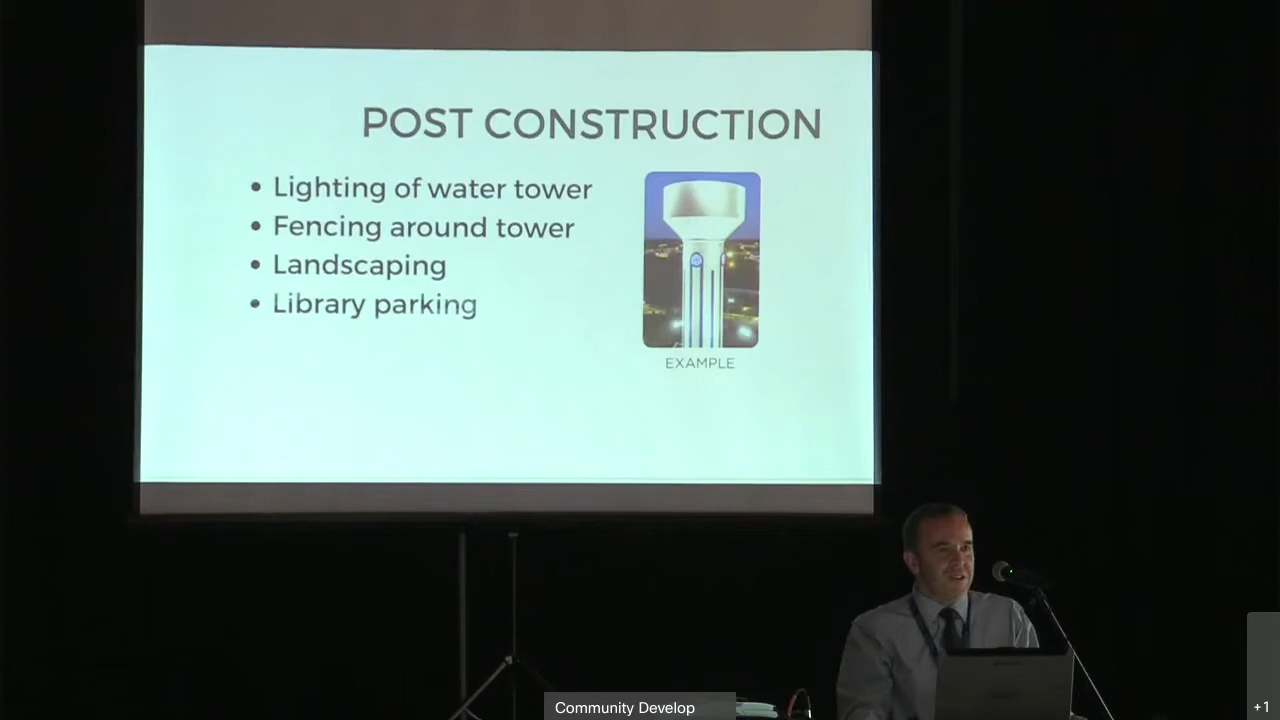 POST CONSTRUCTION
• Lighting of water tower
• Fencing around tower
• Landscaping
• Library parking
EXAMPLE
Community Develop
+1